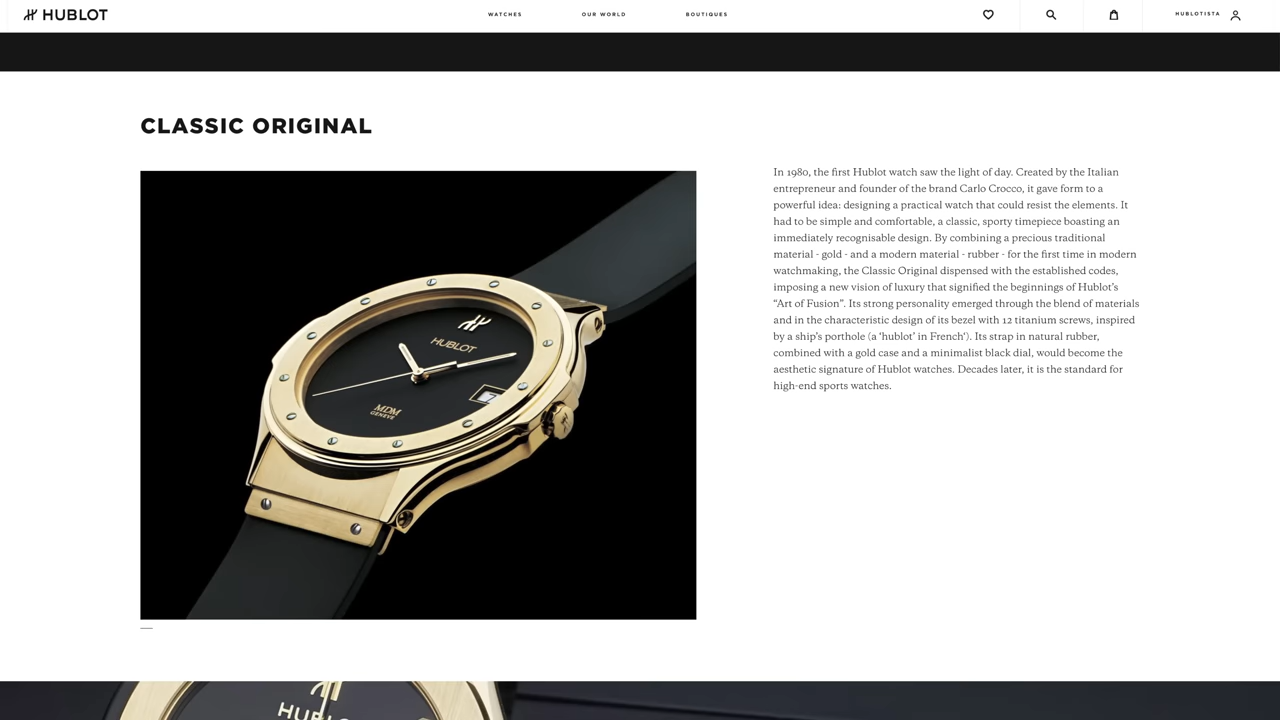 HUBLOT
WATCHES
OUR WORLD
BOUTIQUES
HUBLOTISTA
CLASSIC ORIGINAL
HUBLOT
MDM
GENEVE
In 1980, the first Hublot watch saw the light of day. Created by the Italian
entrepreneur and founder of the brand Carlo Crocco, it gave form to a
powerful idea: designing a practical watch that could resist the elements. It
had to be simple and comfortable, a classic, sporty timepiece boasting an
immediately recognisable design. By combining a precious traditional
material - gold - and a modern material - rubber - for the first time in modern
watchmaking, the Classic Original dispensed with the established codes,
imposing a new vision of luxury that signified the beginnings of Hublot’s
“Art of Fusion”. Its strong personality emerged through the blend of materials
and in the characteristic design of its bezel with 12 titanium screws, inspired
by a ship’s porthole (a ‘hublot’ in French‘). Its strap in natural rubber,
combined with a gold case and a minimalist black dial, would become the
aesthetic signature of Hublot watches. Decades later, it is the standard for
high-end sports watches.
HUBLOT